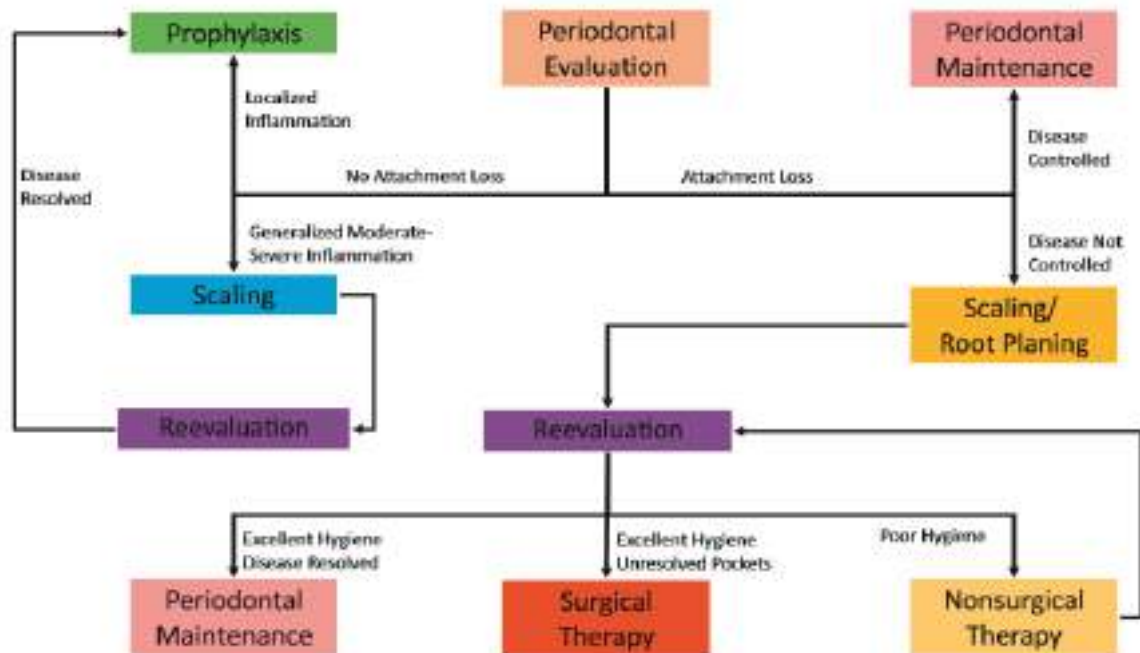 Prophylaxis
Periodontal
Evaluation
Periodontal
Maintenance
Localized
Inflammation
Disease
Resolved
No Attachment Loss
Attachment Loss
Disease
Controlled
Generalized Moderate-
Severe Inflammation
Disease Not
Controlled
Scaling
Scaling/
Root Planing
Reevaluation
Reevaluation
Excellent Hygiene
Disease Resolved
Excellent Hygiene
Unresolved Pockets
Poor Hygiene
Periodontal
Maintenance
Surgical
Therapy
Nonsurgical
Therapy